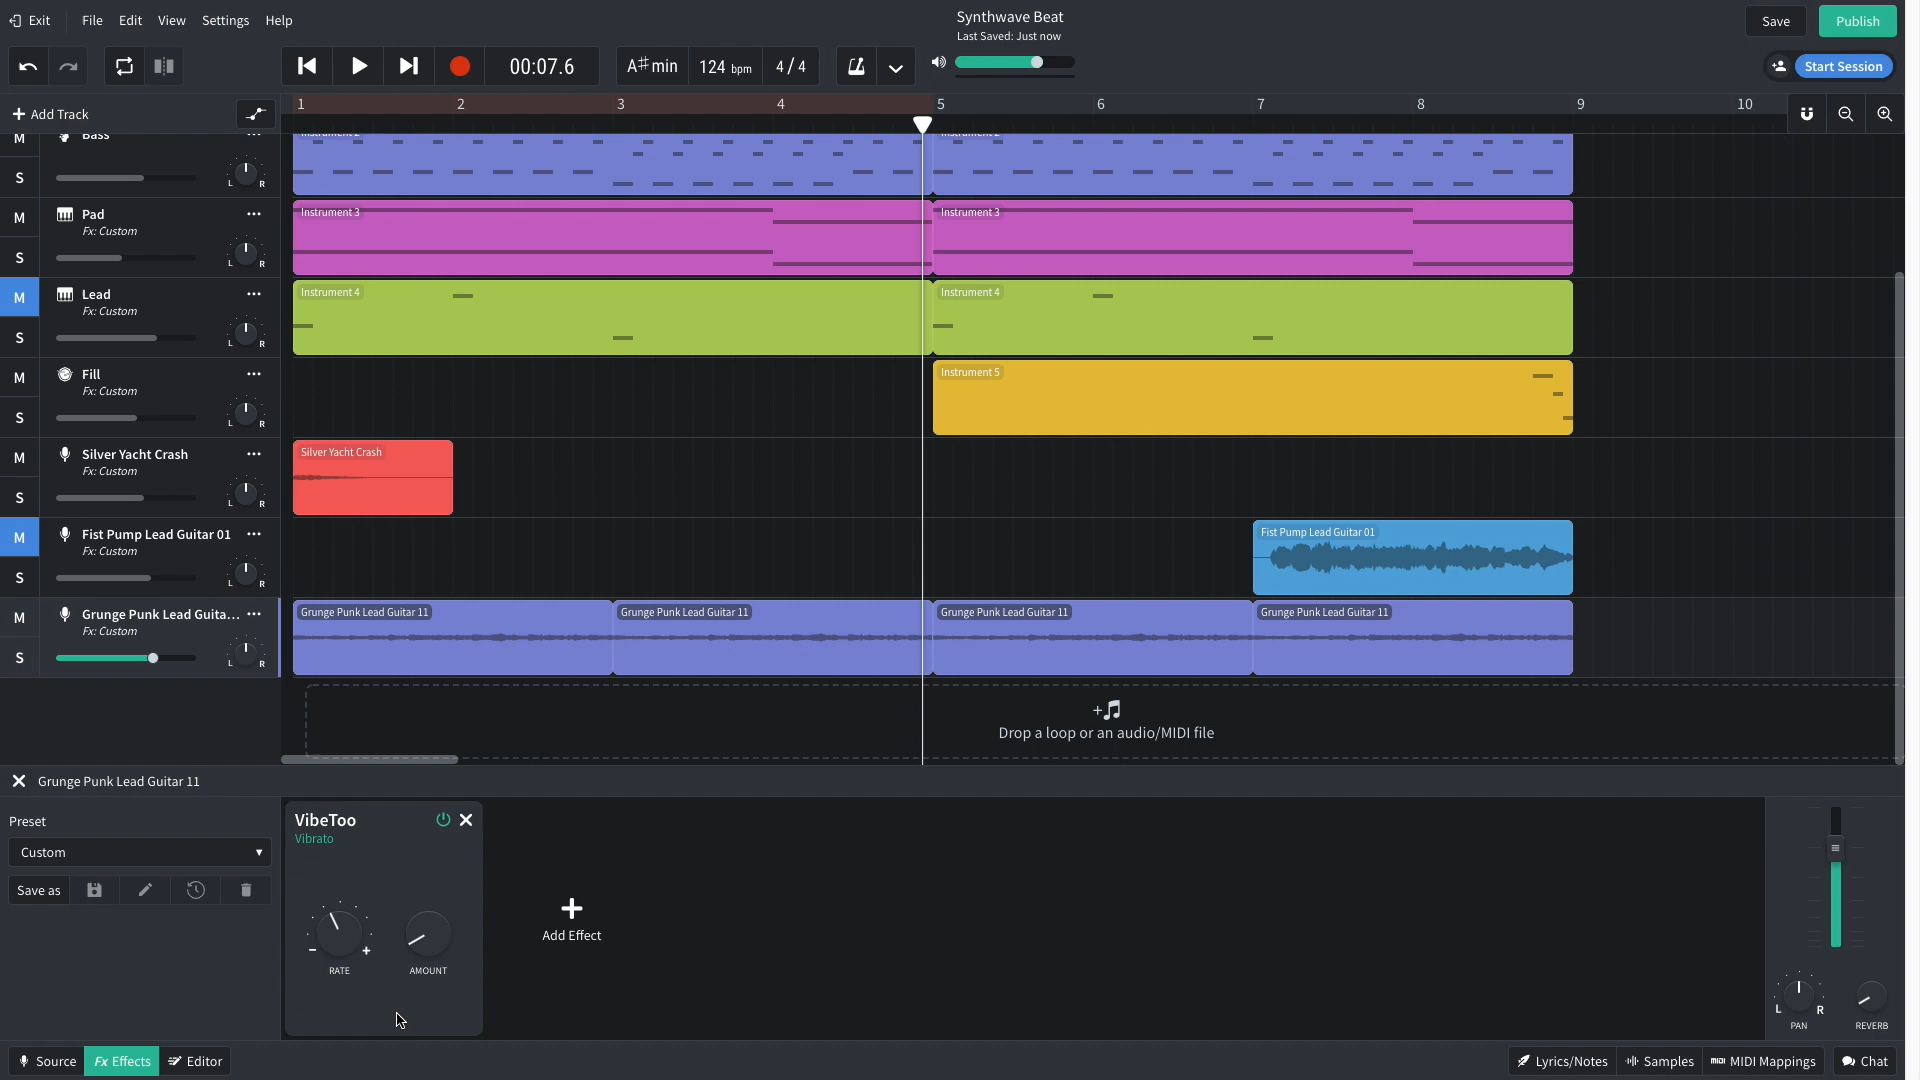 Exit File Edit View Settings Help
Synthwave Beat
Last Saved: Just now
Save Publish
00:07.6 A♯min 124 bpm 4 / 4
Start Session
Add Track
1 2 3 4 5 6 7 8 9 10
M Bass Instrument 2 Instrument 2
S L R
M Pad Instrument 3 Instrument 3
Fx: Custom
S L R
M Lead Instrument 4 Instrument 4
Fx: Custom
S L R
M Fill Instrument 5
Fx: Custom
S L R
M Silver Yacht Crash Silver Yacht Crash
Fx: Custom
S L R
M Fist Pump Lead Guitar 01 Fist Pump Lead Guitar 01
Fx: Custom
S L R
M Grunge Punk Lead Guita... Grunge Punk Lead Guitar 11 Grunge Punk Lead Guitar 11 Grunge Punk Lead Guitar 11 Grunge Punk Lead Guitar 11
Fx: Custom
S L R
Drop a loop or an audio/MIDI file
Grunge Punk Lead Guitar 11
Preset
Custom
Save as
VibeToo
Vibrato
RATE AMOUNT
Add Effect
L R
PAN REVERB
Source Fx Effects Editor
Lyrics/Notes Samples MIDI Mappings Chat